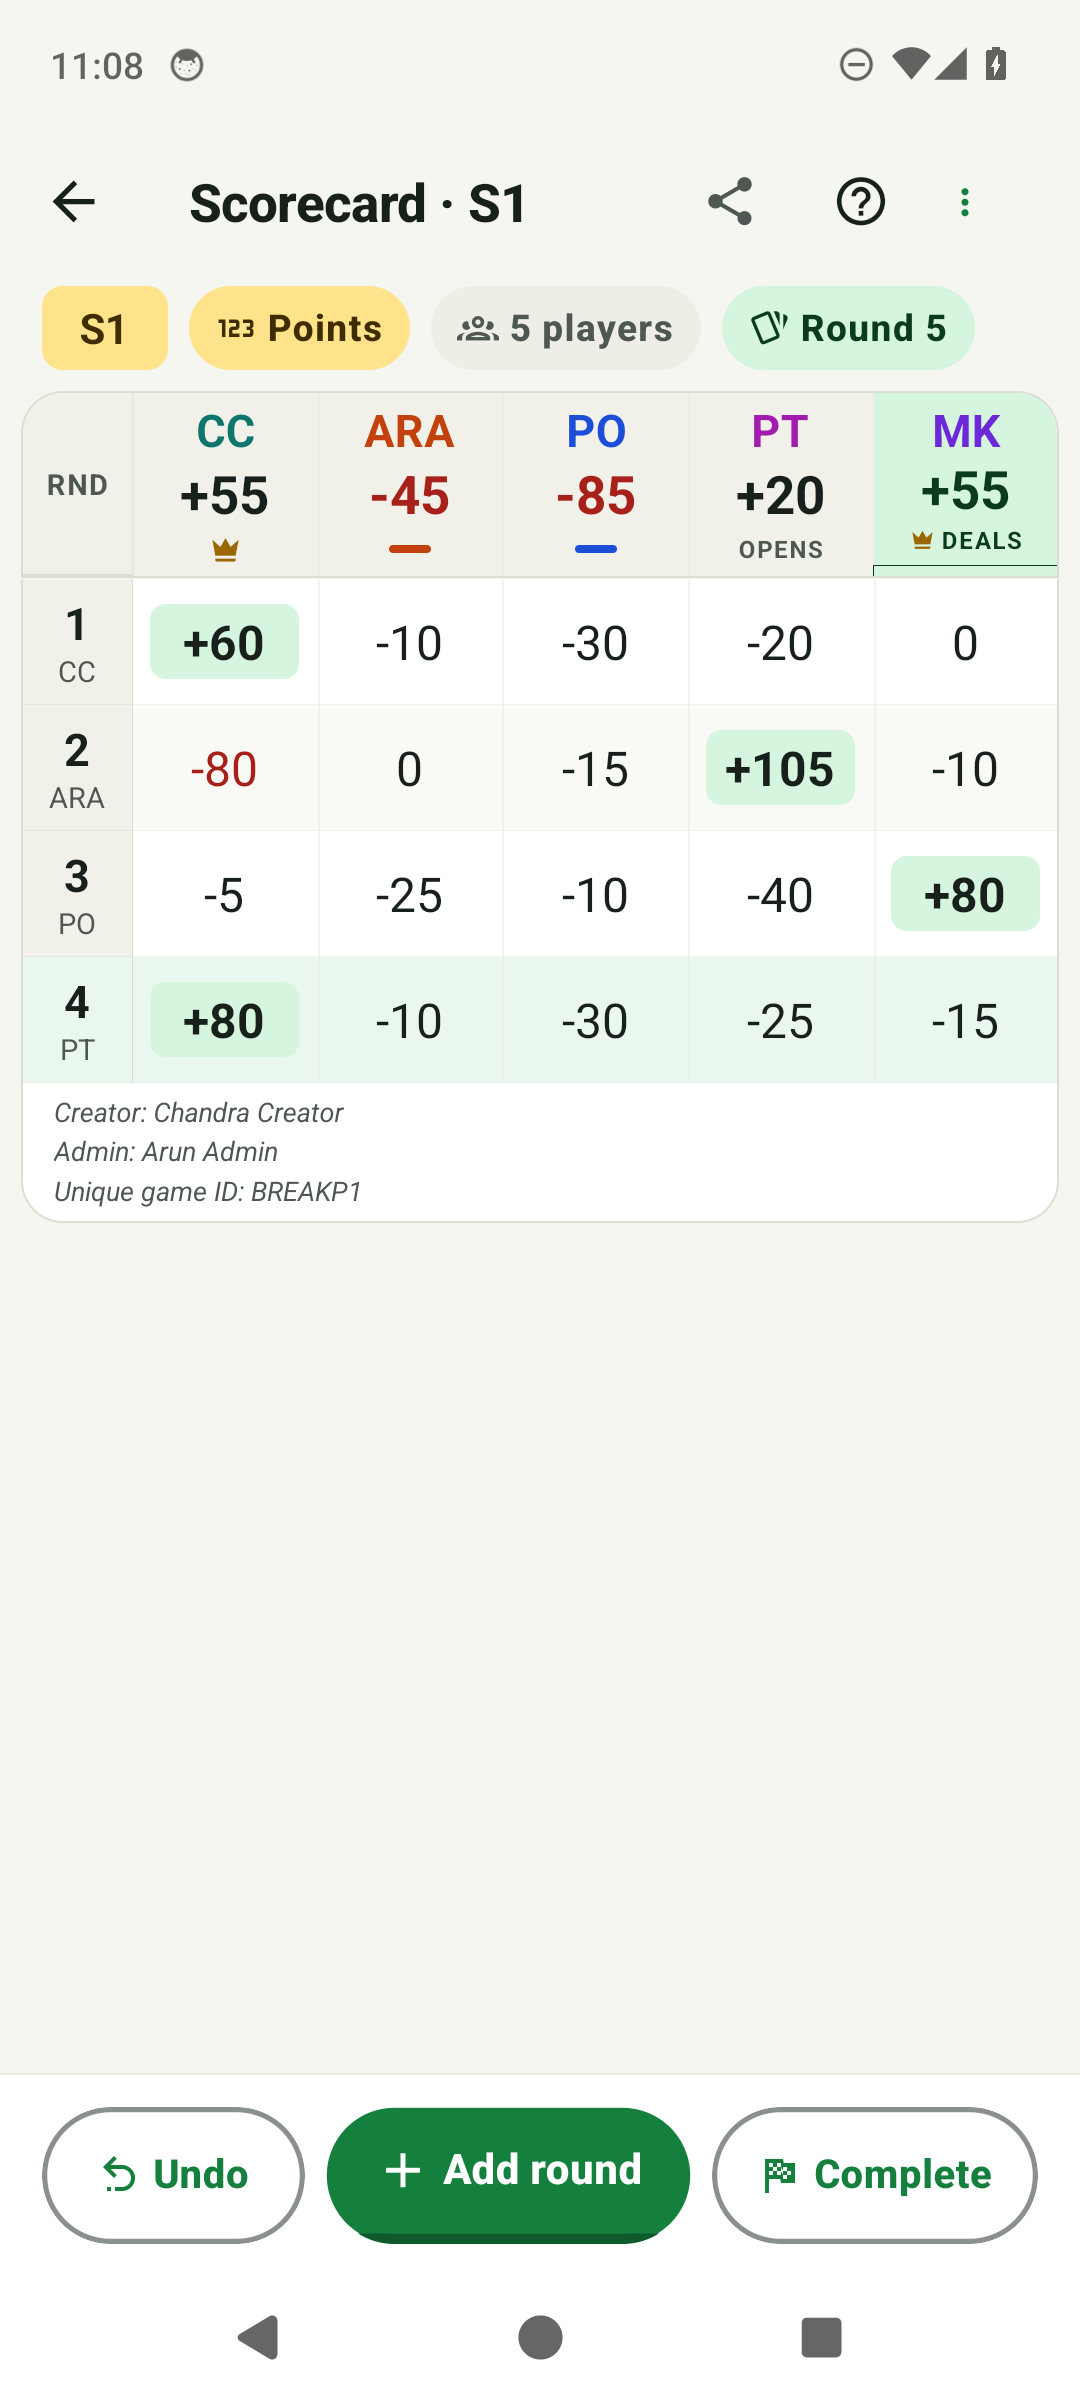 11:08
Scorecard · S1
S1
123 Points
5 players
Round 5
RND CC ARA PO PT MK
+55 -45 -85 +20 +55
OPENS DEALS
1 +60 -10 -30 -20 0
CC
2 -80 0 -15 +105 -10
ARA
3 -5 -25 -10 -40 +80
PO
4 +80 -10 -30 -25 -15
PT
Creator: Chandra Creator
Admin: Arun Admin
Unique game ID: BREAKP1
Undo
+ Add round
Complete